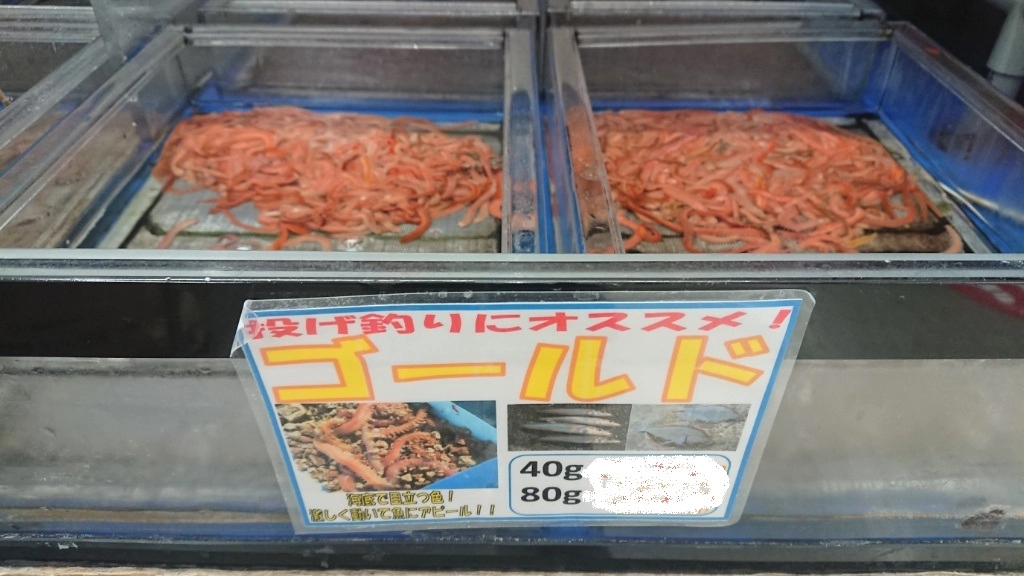 投げ釣りにオススメ！
ゴールド
海底で目立つ色！
激しく動いて魚にアピール！！
40g
80g